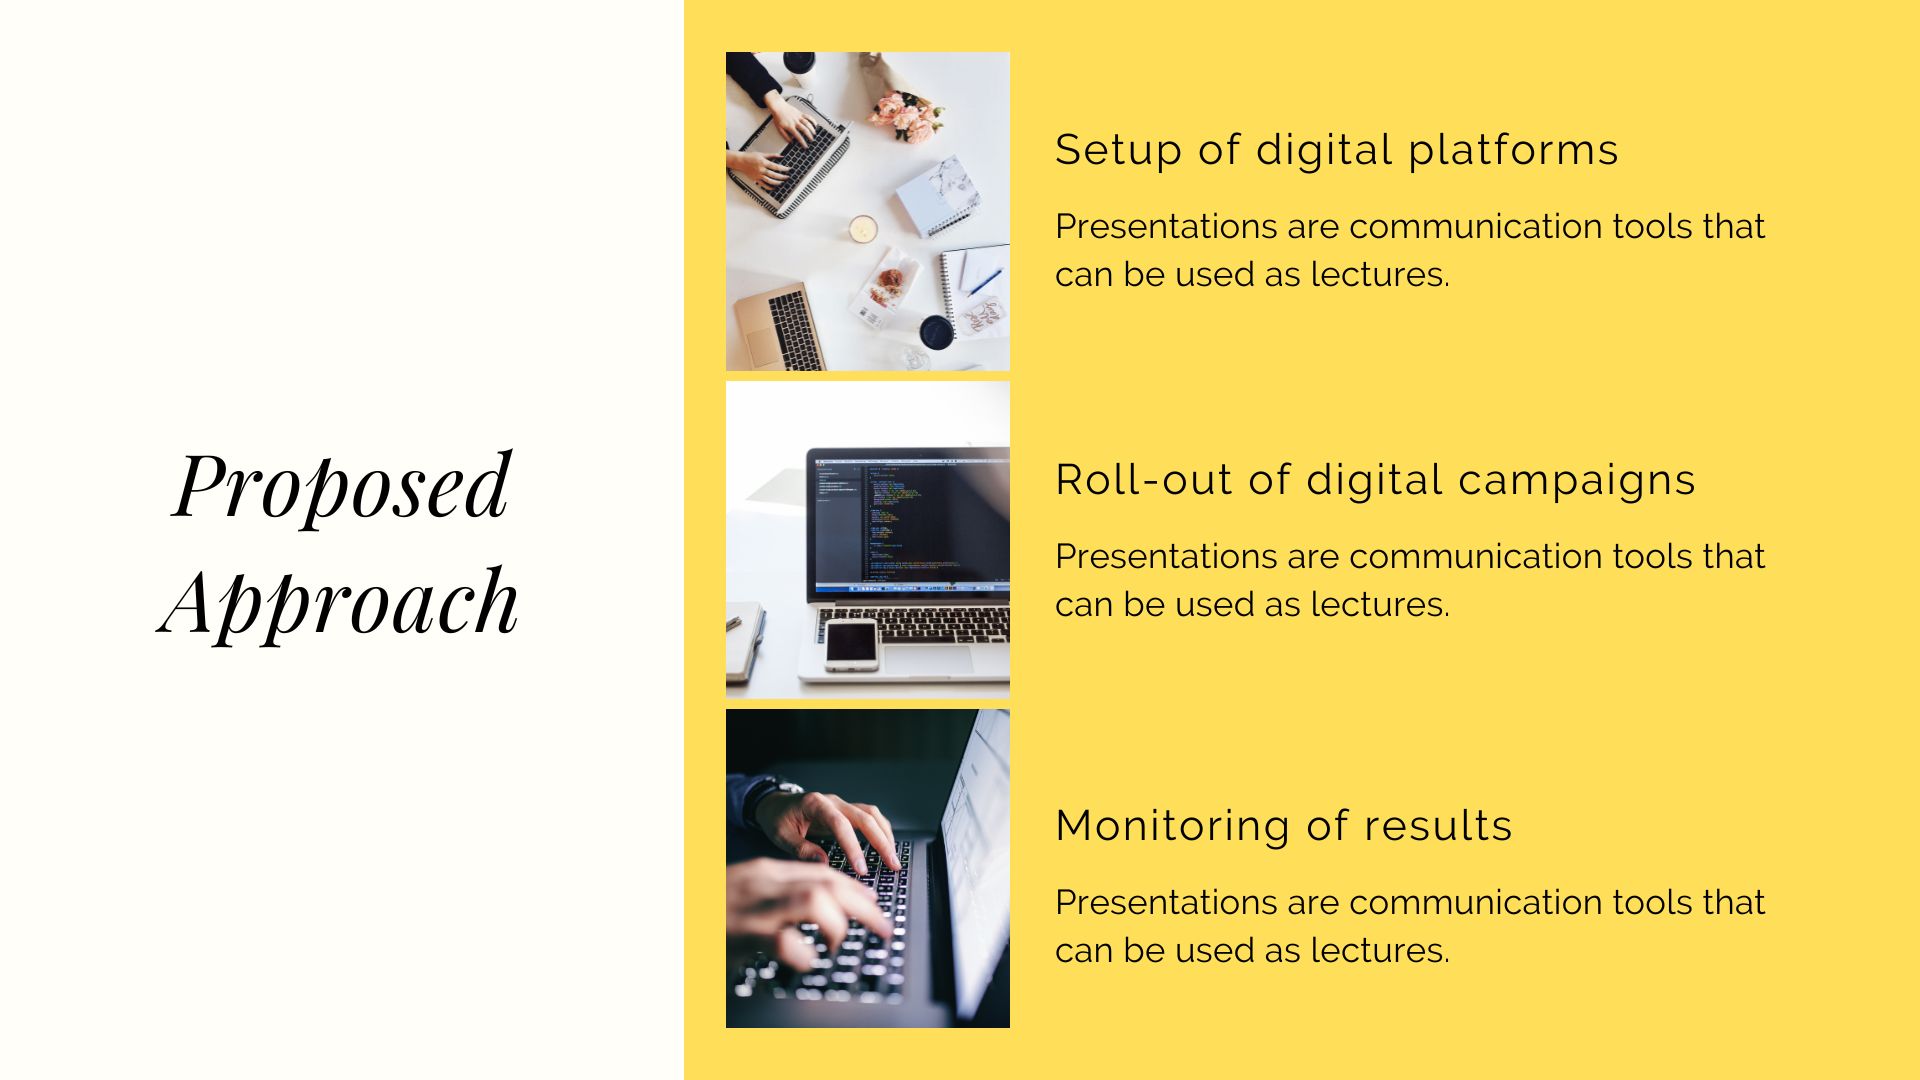 Proposed
Approach
Setup of digital platforms
Presentations are communication tools that
can be used as lectures.
Roll-out of digital campaigns
Presentations are communication tools that
can be used as lectures.
Monitoring of results
Presentations are communication tools that
can be used as lectures.